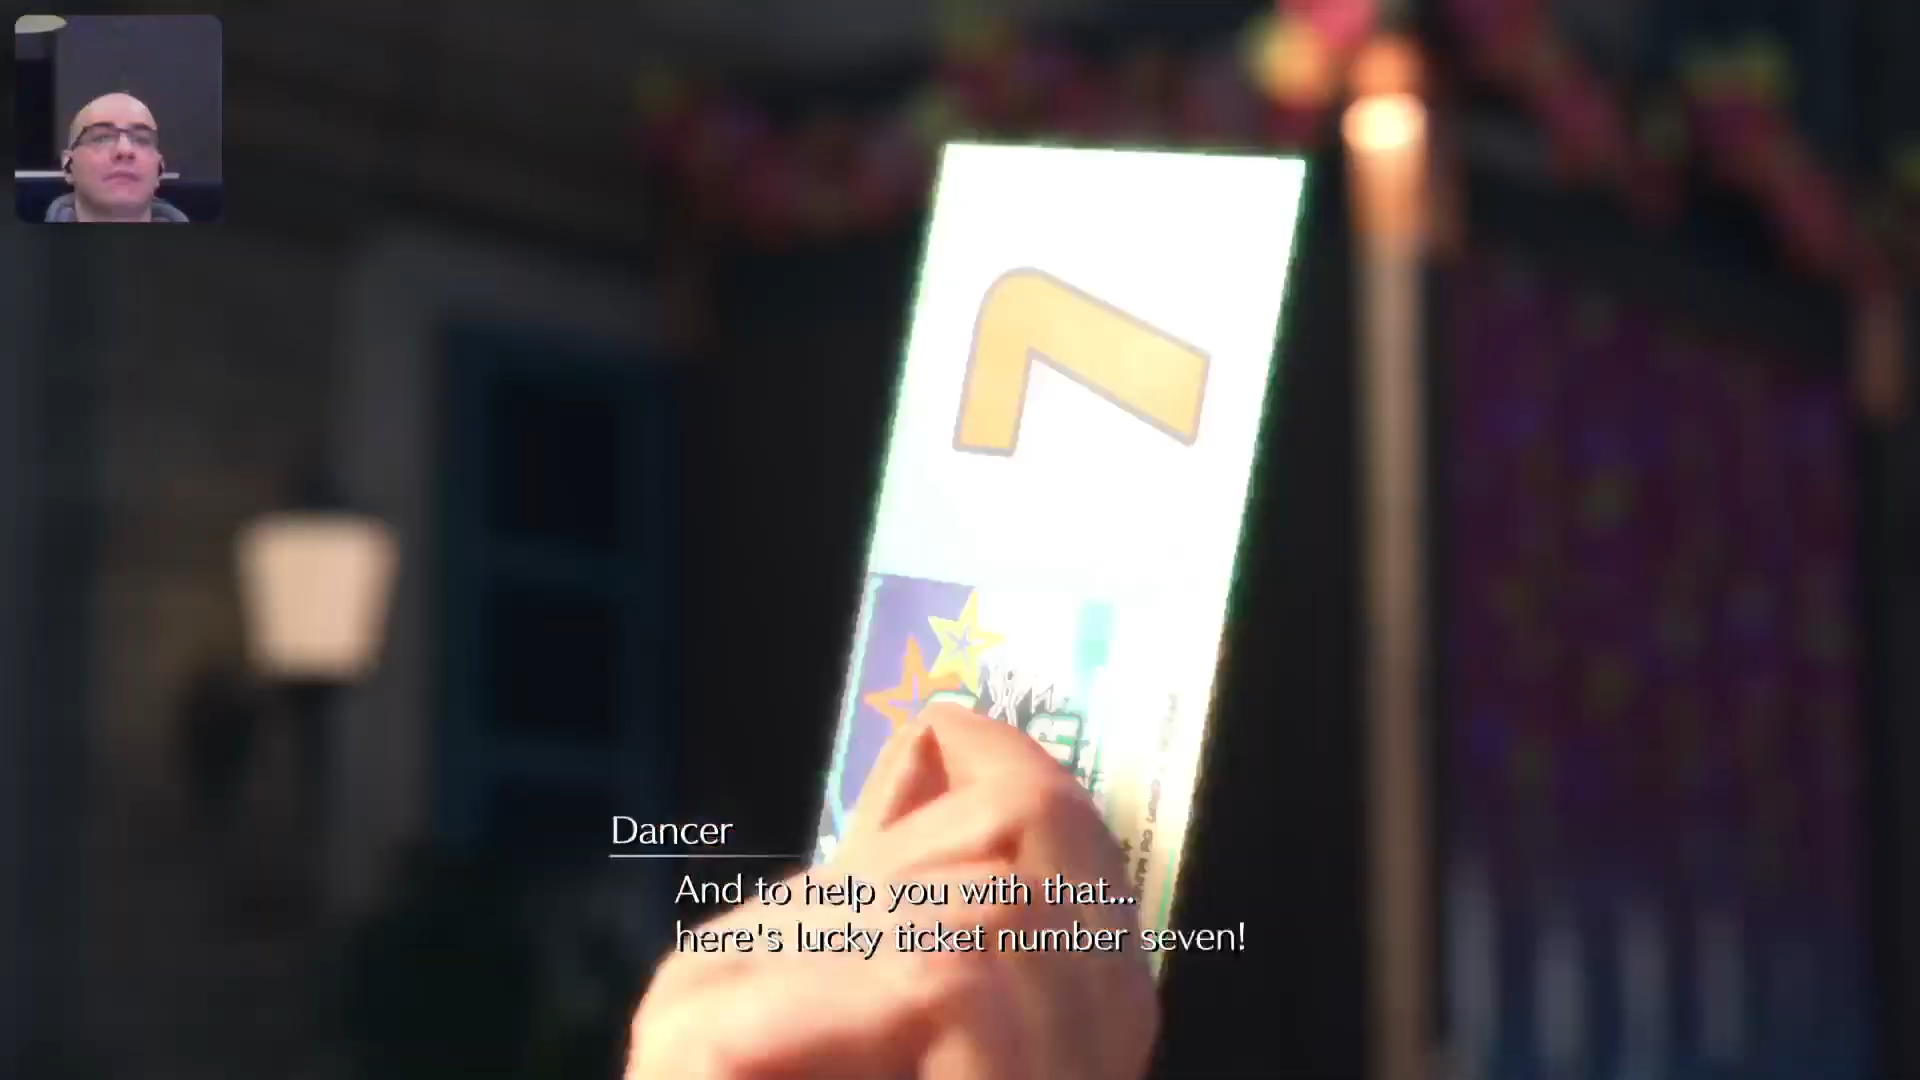 7
Dancer
And to help you with that...
here's lucky ticket number seven!